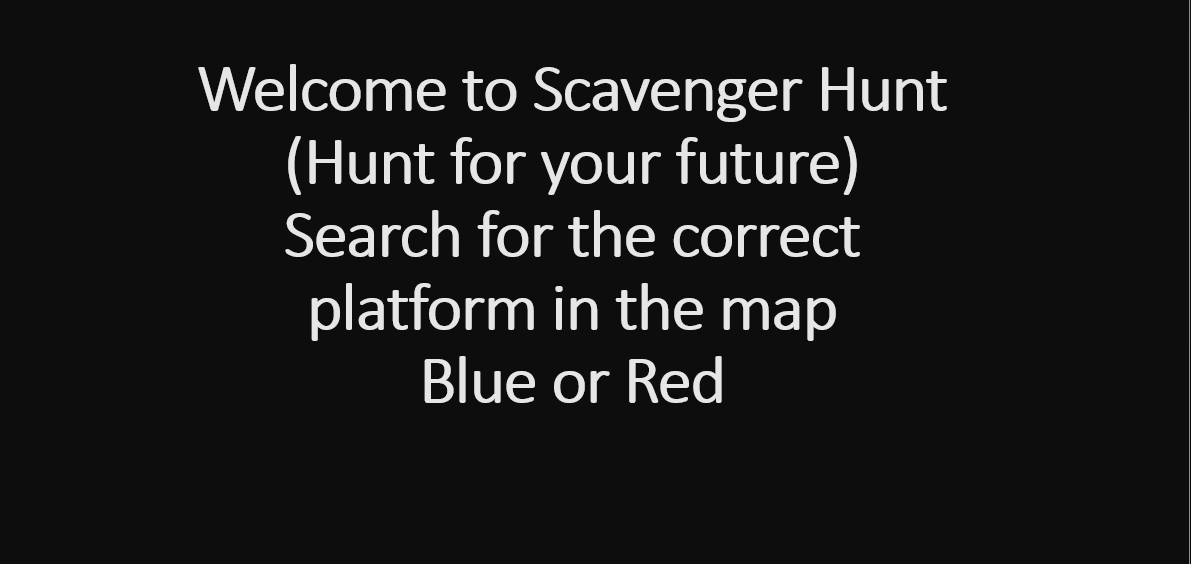 Welcome to Scavenger Hunt
(Hunt for your future)
Search for the correct
platform in the map
Blue or Red